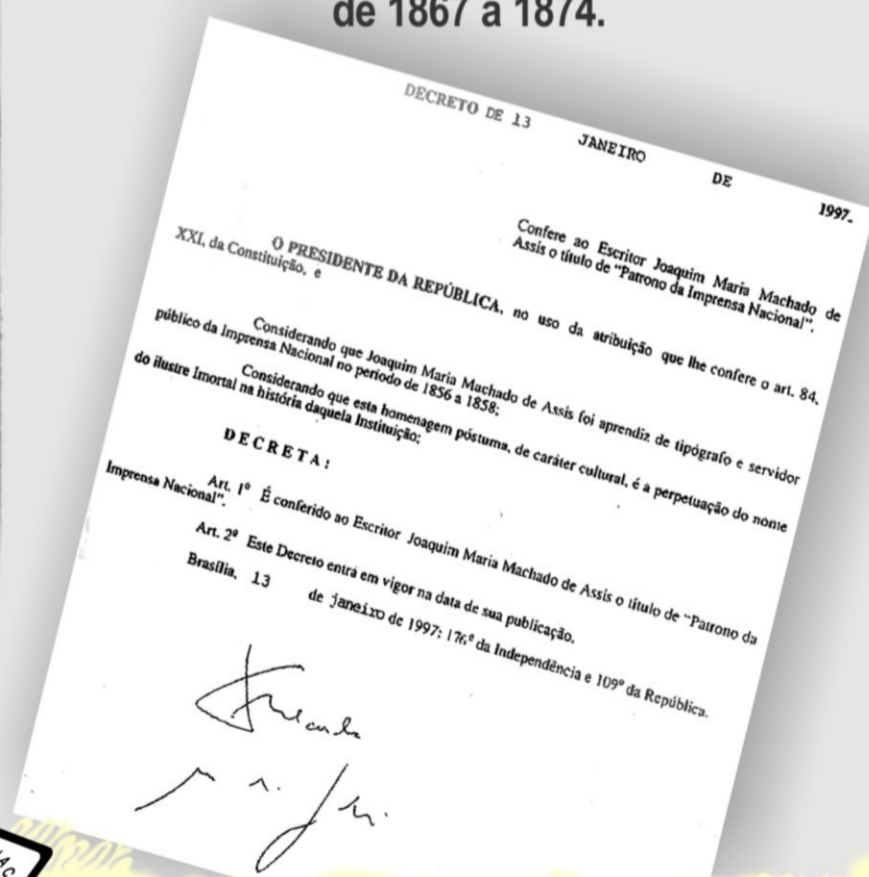 de 1867 a 1874.
DECRETO DE 13 JANEIRO DE 1997.
Confere ao Escritor Joaquim Maria Machado de
Assis o título de "Patrono da Imprensa Nacional".
O PRESIDENTE DA REPÚBLICA, no uso da atribuição que lhe confere o art. 84,
XXI, da Constituição, e
Considerando que Joaquim Maria Machado de Assis foi aprendiz de tipógrafo e servidor
público da Imprensa Nacional no período de 1856 a 1858;
Considerando que esta homenagem póstuma, de caráter cultural, é a perpetuação do nome
do ilustre Imortal na história daquela Instituição;
DECRETA:
Art. 1º É conferido ao Escritor Joaquim Maria Machado de Assis o título de "Patrono da
Imprensa Nacional".
Art. 2º Este Decreto entra em vigor na data de sua publicação.
Brasília, 13 de janeiro de 1997; 176º da Independência e 109º da República.